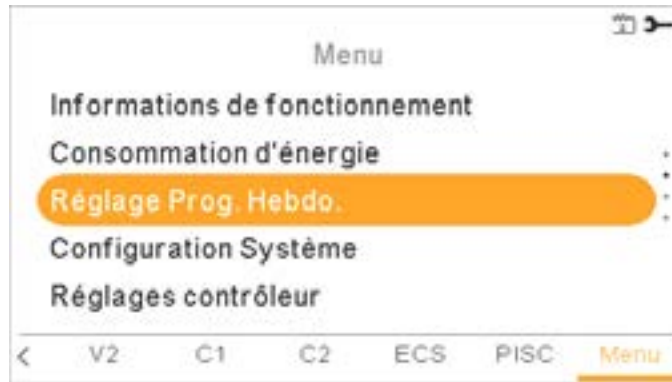 Menu
Informations de fonctionnement
Consommation d'énergie
Réglage Prog. Hebdo.
Configuration Système
Réglages contrôleur
< V2 C1 C2 ECS PISC Menu